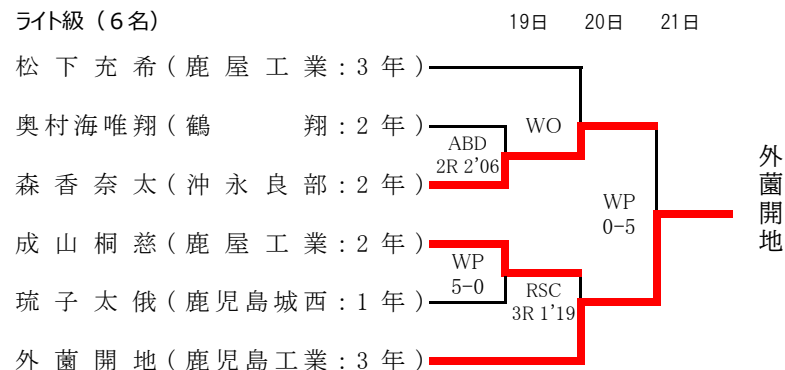 ライト級（６名） 19日 20日 21日
松下充希(鹿屋工業:3年)
奥村海唯翔(鶴翔:2年) WO
ABD
2R 2’06
森香奈太(沖永良部:2年)
外薗開地
WP
0−5
成山桐慈(鹿屋工業:2年)
WP
5−0
琉子太俄(鹿児島城西:1年)
RSC
3R 1’19
外薗開地(鹿児島工業:3年)